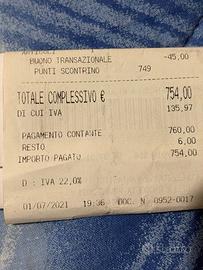 ARTICOLI
BUONO TRANSAZIONALE -45,00
PUNTI SCONTRINO 749
TOTALE COMPLESSIVO € 754,00
DI CUI IVA 135,97
PAGAMENTO CONTANTE 760,00
RESTO 6,00
IMPORTO PAGATO 754,00
D : IVA 22,0%
01/07/2021 19:36 DOC. N 0952-0017
subito